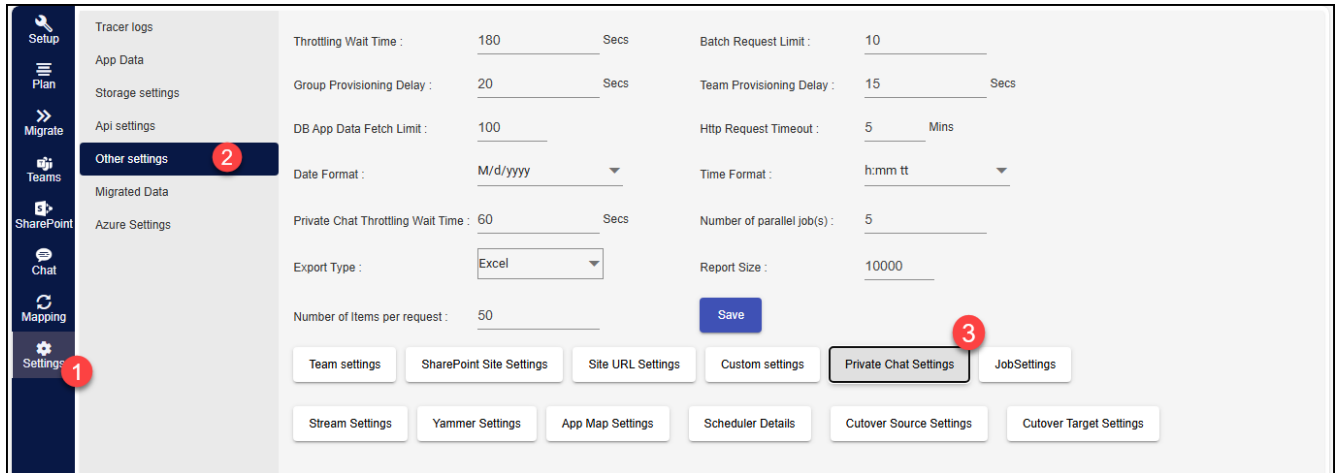 Setup
Plan
Migrate
Teams
SharePoint
Chat
Mapping
Settings 1
Tracer logs
App Data
Storage settings
Api settings
Other settings 2
Migrated Data
Azure Settings
Throttling Wait Time : 180 Secs Batch Request Limit : 10
Group Provisioning Delay : 20 Secs Team Provisioning Delay : 15 Secs
DB App Data Fetch Limit : 100 Http Request Timeout : 5 Mins
Date Format : M/d/yyyy Time Format : h:mm tt
Private Chat Throttling Wait Time : 60 Secs Number of parallel job(s) : 5
Export Type : Excel Report Size : 10000
Number of Items per request : 50 Save
3
Team settings SharePoint Site Settings Site URL Settings Custom settings Private Chat Settings JobSettings
Stream Settings Yammer Settings App Map Settings Scheduler Details Cutover Source Settings Cutover Target Settings